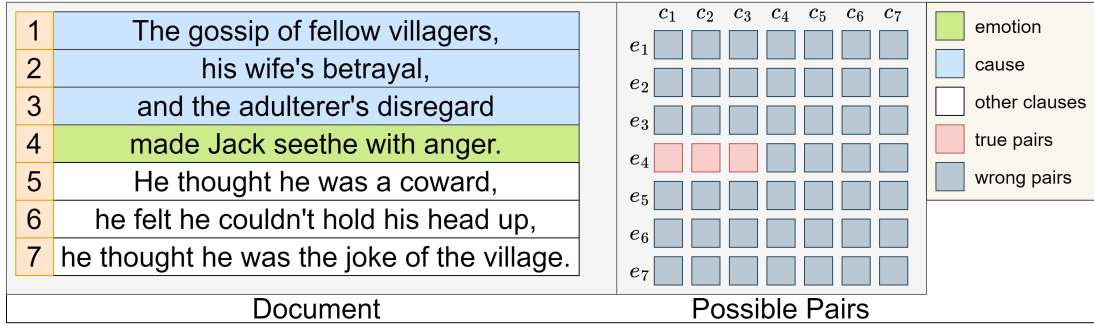 1 The gossip of fellow villagers,
2 his wife's betrayal,
3 and the adulterer's disregard
4 made Jack seethe with anger.
5 He thought he was a coward,
6 he felt he couldn't hold his head up,
7 he thought he was the joke of the village.
Document
c1 c2 c3 c4 c5 c6 c7
e1
e2
e3
e4
e5
e6
e7
Possible Pairs
emotion
cause
other clauses
true pairs
wrong pairs